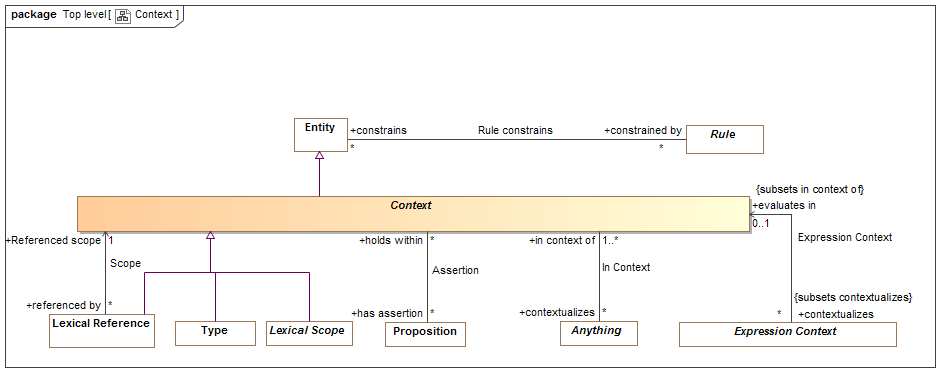 package Top level[ Context ]
Entity
+constrains
Rule constrains
+constrained by
*
*
Rule
Context
{subsets in context of}
+evaluates in
0..1
Expression Context
+Referenced scope
1
+holds within
*
+in context of
1..*
Scope
Assertion
In Context
+referenced by
*
+has assertion
*
+contextualizes
*
{subsets contextualizes}
*
+contextualizes
Lexical Reference
Type
Lexical Scope
Proposition
Anything
Expression Context